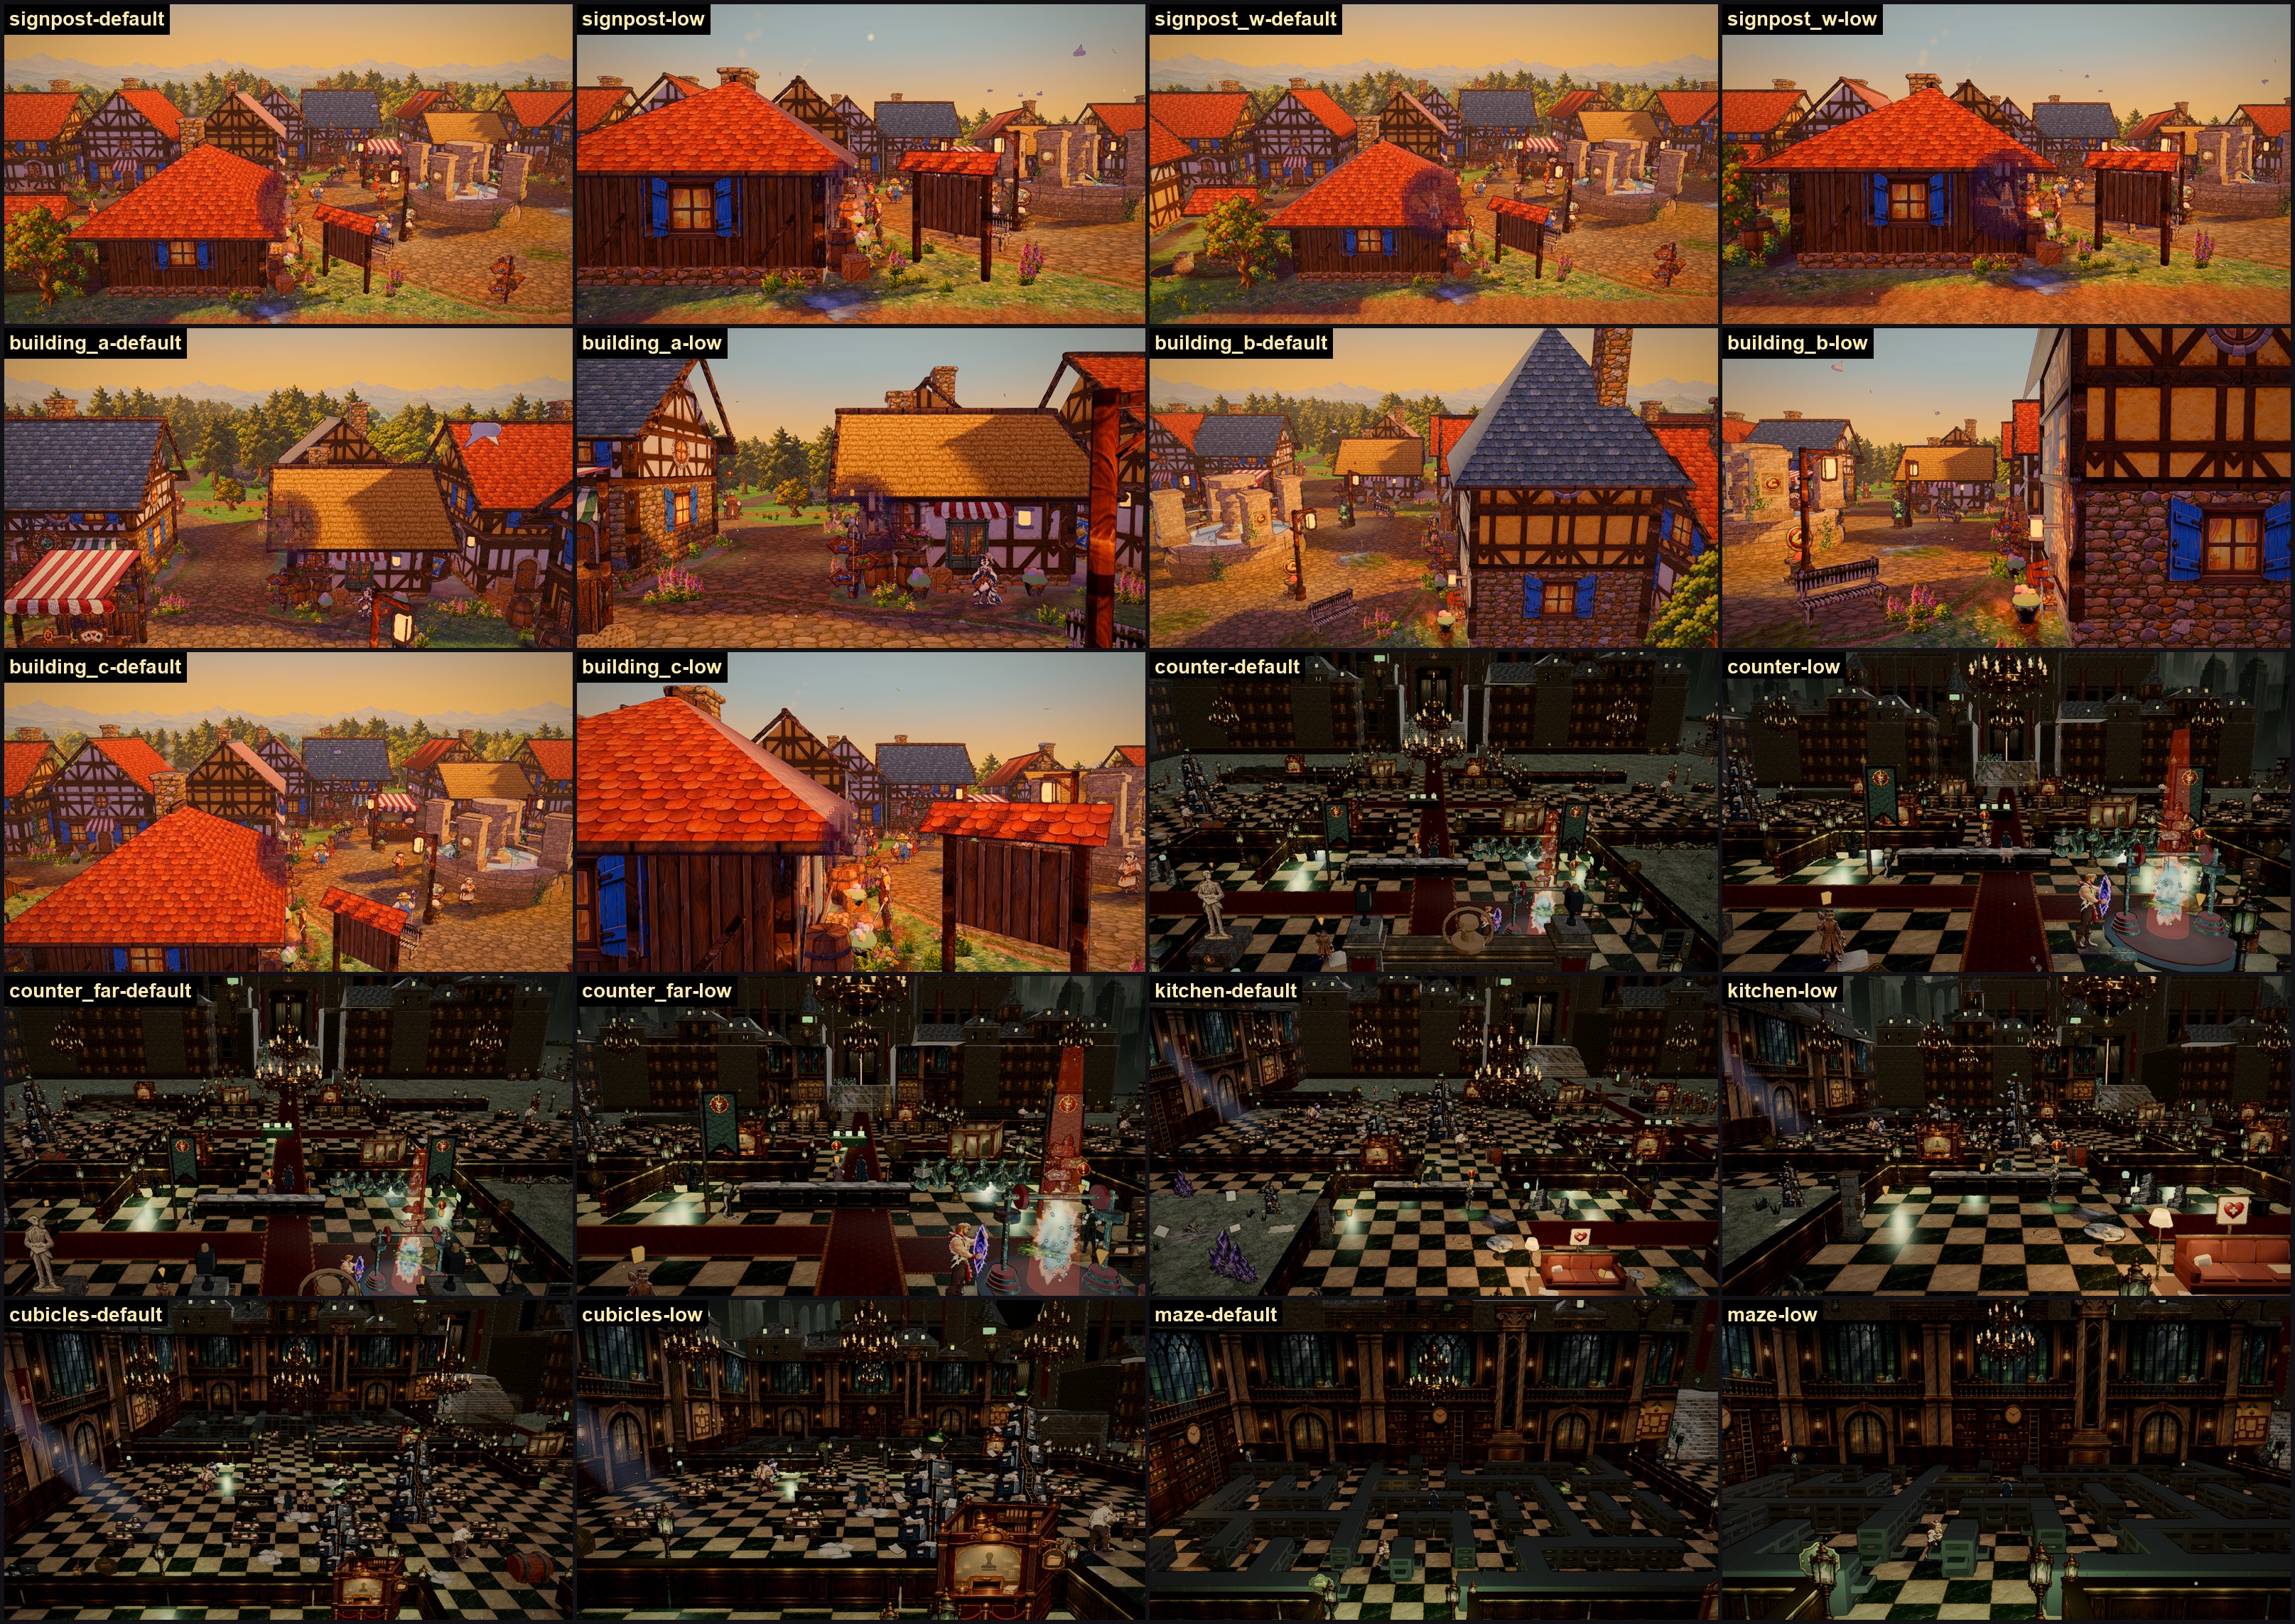 signpost-default
signpost-low
signpost_w-default
signpost_w-low
building_a-default
building_a-low
building_b-default
building_b-low
building_c-default
building_c-low
counter-default
counter-low
counter_far-default
counter_far-low
kitchen-default
kitchen-low
cubicles-default
cubicles-low
maze-default
maze-low